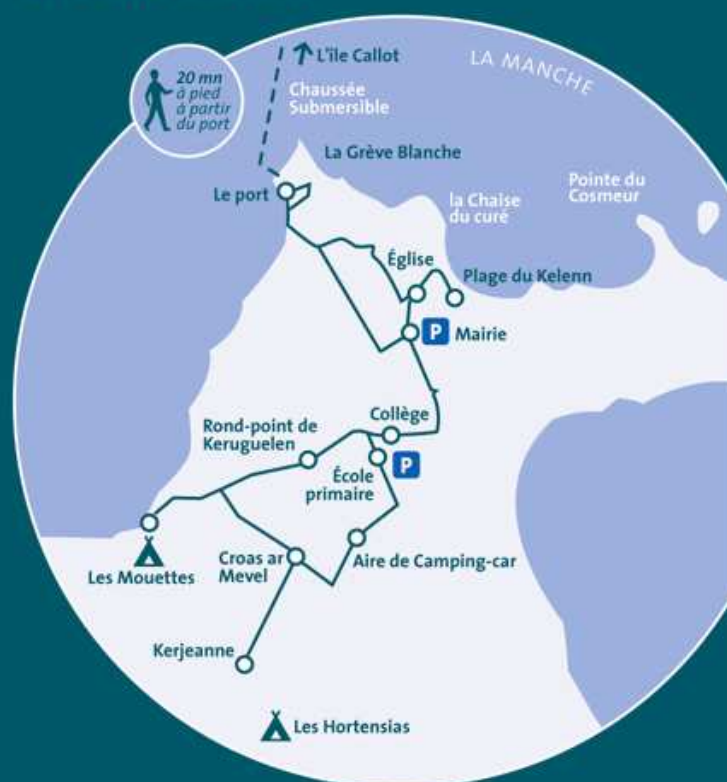 L'île Callot
LA MANCHE
20 mn
à pied
à partir
du port
Chaussée
Submersible
La Grève Blanche
Le port
la Chaise
du curé
Pointe du
Cosmeur
Église
Plage du Kelenn
P Mairie
Collège
Rond-point de
Keruguelen
École
primaire
P
Les Mouettes
Croas ar
Mevel
Aire de Camping-car
Kerjeanne
Les Hortensias